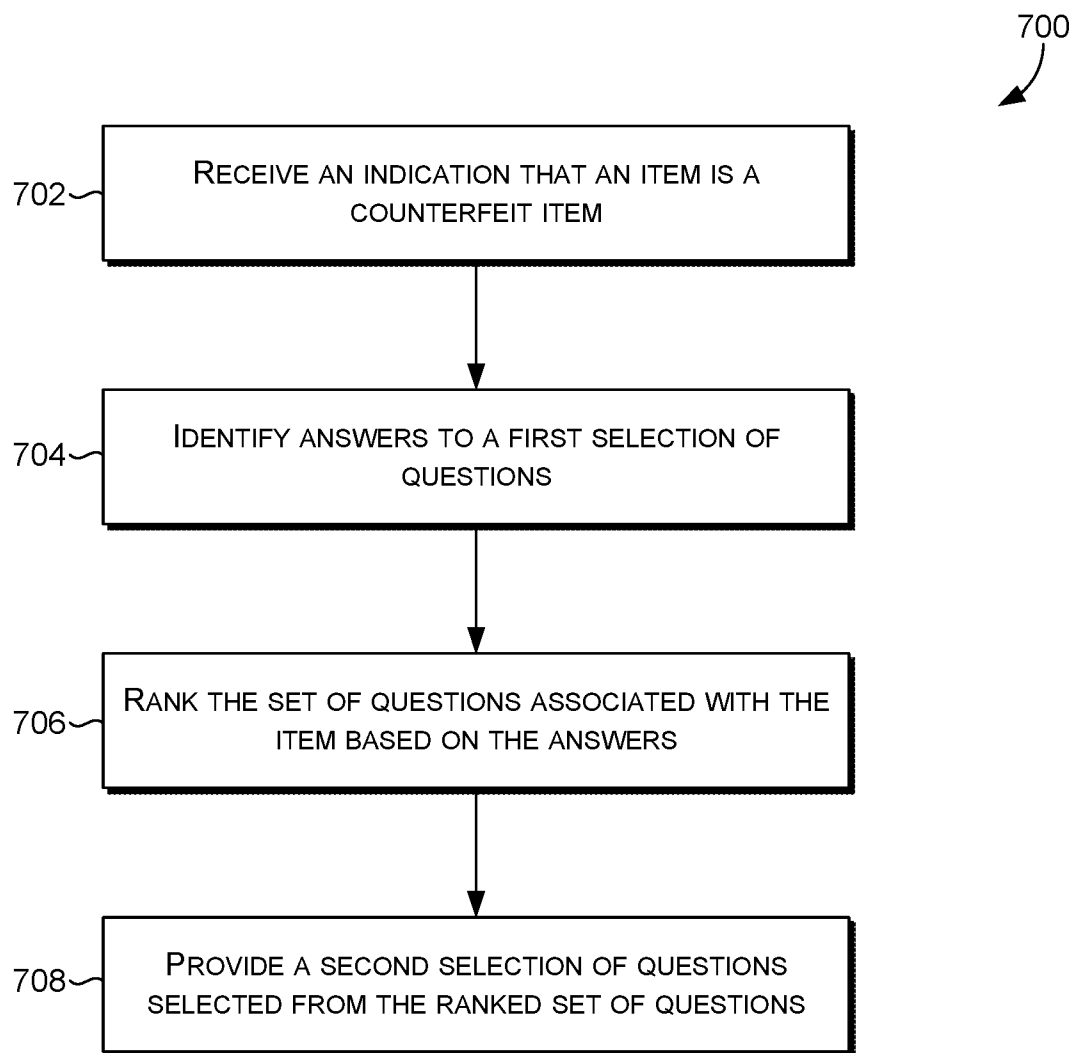 700
702
RECEIVE AN INDICATION THAT AN ITEM IS A
COUNTERFEIT ITEM
704
IDENTIFY ANSWERS TO A FIRST SELECTION OF
QUESTIONS
706
RANK THE SET OF QUESTIONS ASSOCIATED WITH THE
ITEM BASED ON THE ANSWERS
708
PROVIDE A SECOND SELECTION OF QUESTIONS
SELECTED FROM THE RANKED SET OF QUESTIONS